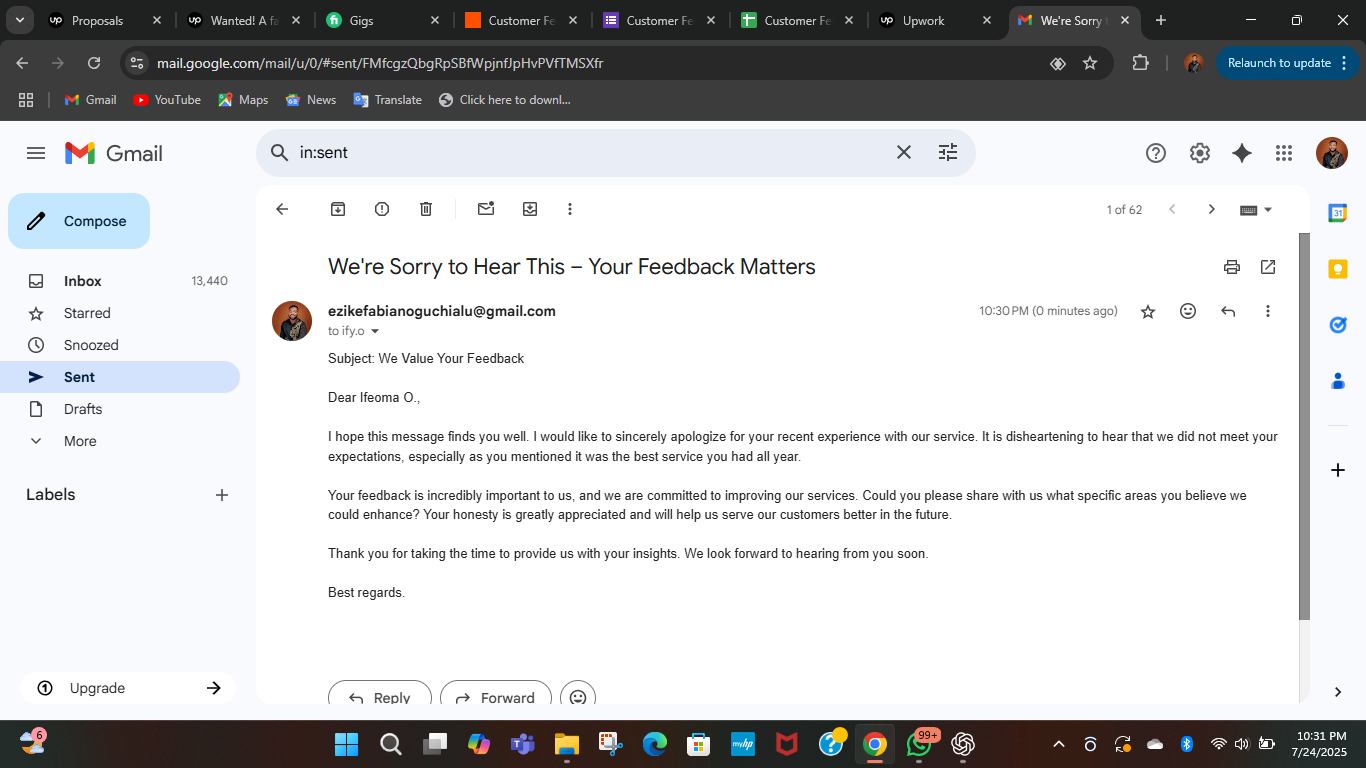 Proposals
Wanted! A fa
Gigs
Customer Fe
Customer Fe
Customer Fe
Upwork
We're Sorry t
mail.google.com/mail/u/0/#sent/FMfcgzQbgRpSBfWpjnfJpHvPVfTMSXfr
Relaunch to update
Gmail
YouTube
Maps
News
Translate
Click here to downl...
Gmail
in:sent
Compose
1 of 62
Inbox 13,440
Starred
Snoozed
Sent
Drafts
More
Labels
Upgrade
We're Sorry to Hear This – Your Feedback Matters
ezikefabianoguchialu@gmail.com
10:30 PM (0 minutes ago)
to ify.o
Subject: We Value Your Feedback
Dear Ifeoma O.,
I hope this message finds you well. I would like to sincerely apologize for your recent experience with our service. It is disheartening to hear that we did not meet your
expectations, especially as you mentioned it was the best service you had all year.
Your feedback is incredibly important to us, and we are committed to improving our services. Could you please share with us what specific areas you believe we
could enhance? Your honesty is greatly appreciated and will help us serve our customers better in the future.
Thank you for taking the time to provide us with your insights. We look forward to hearing from you soon.
Best regards.
Reply
Forward
31
6
myhp
99+
10:31 PM
7/24/2025